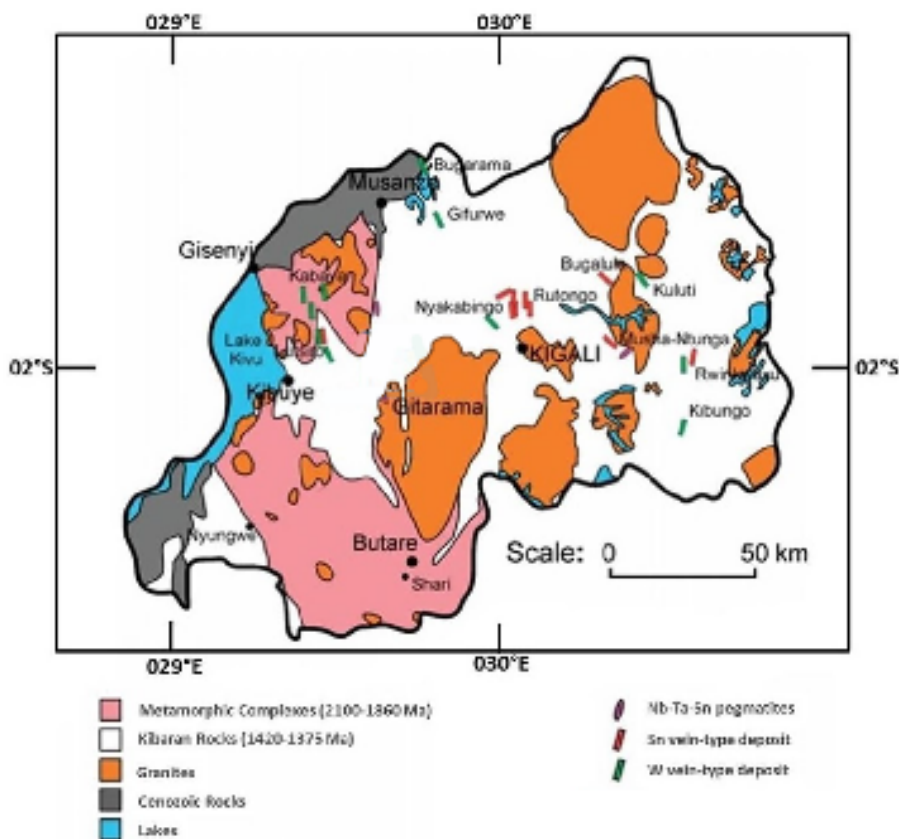 029°E 030°E
Bugarama
Musanze
Gifurwe
Gisenyi
Bugalula
Kabaya
Kuluti
Nyakabingo Rutongo
Lake
Kivu
Musha-Ntunga
KIGALI
02°S 02°S
Kibuye
Gitarama
Kibungo
Nyungwe
Butare
Shari
Scale: 0 50 km
029°E 030°E
Metamorphic Complexes (2100-1860 Ma)
Kibaran Rocks (1420-1375 Ma)
Granites
Cenozoic Rocks
Lakes
Nb-Ta-Sn pegmatites
Sn vein-type deposit
W vein-type deposit